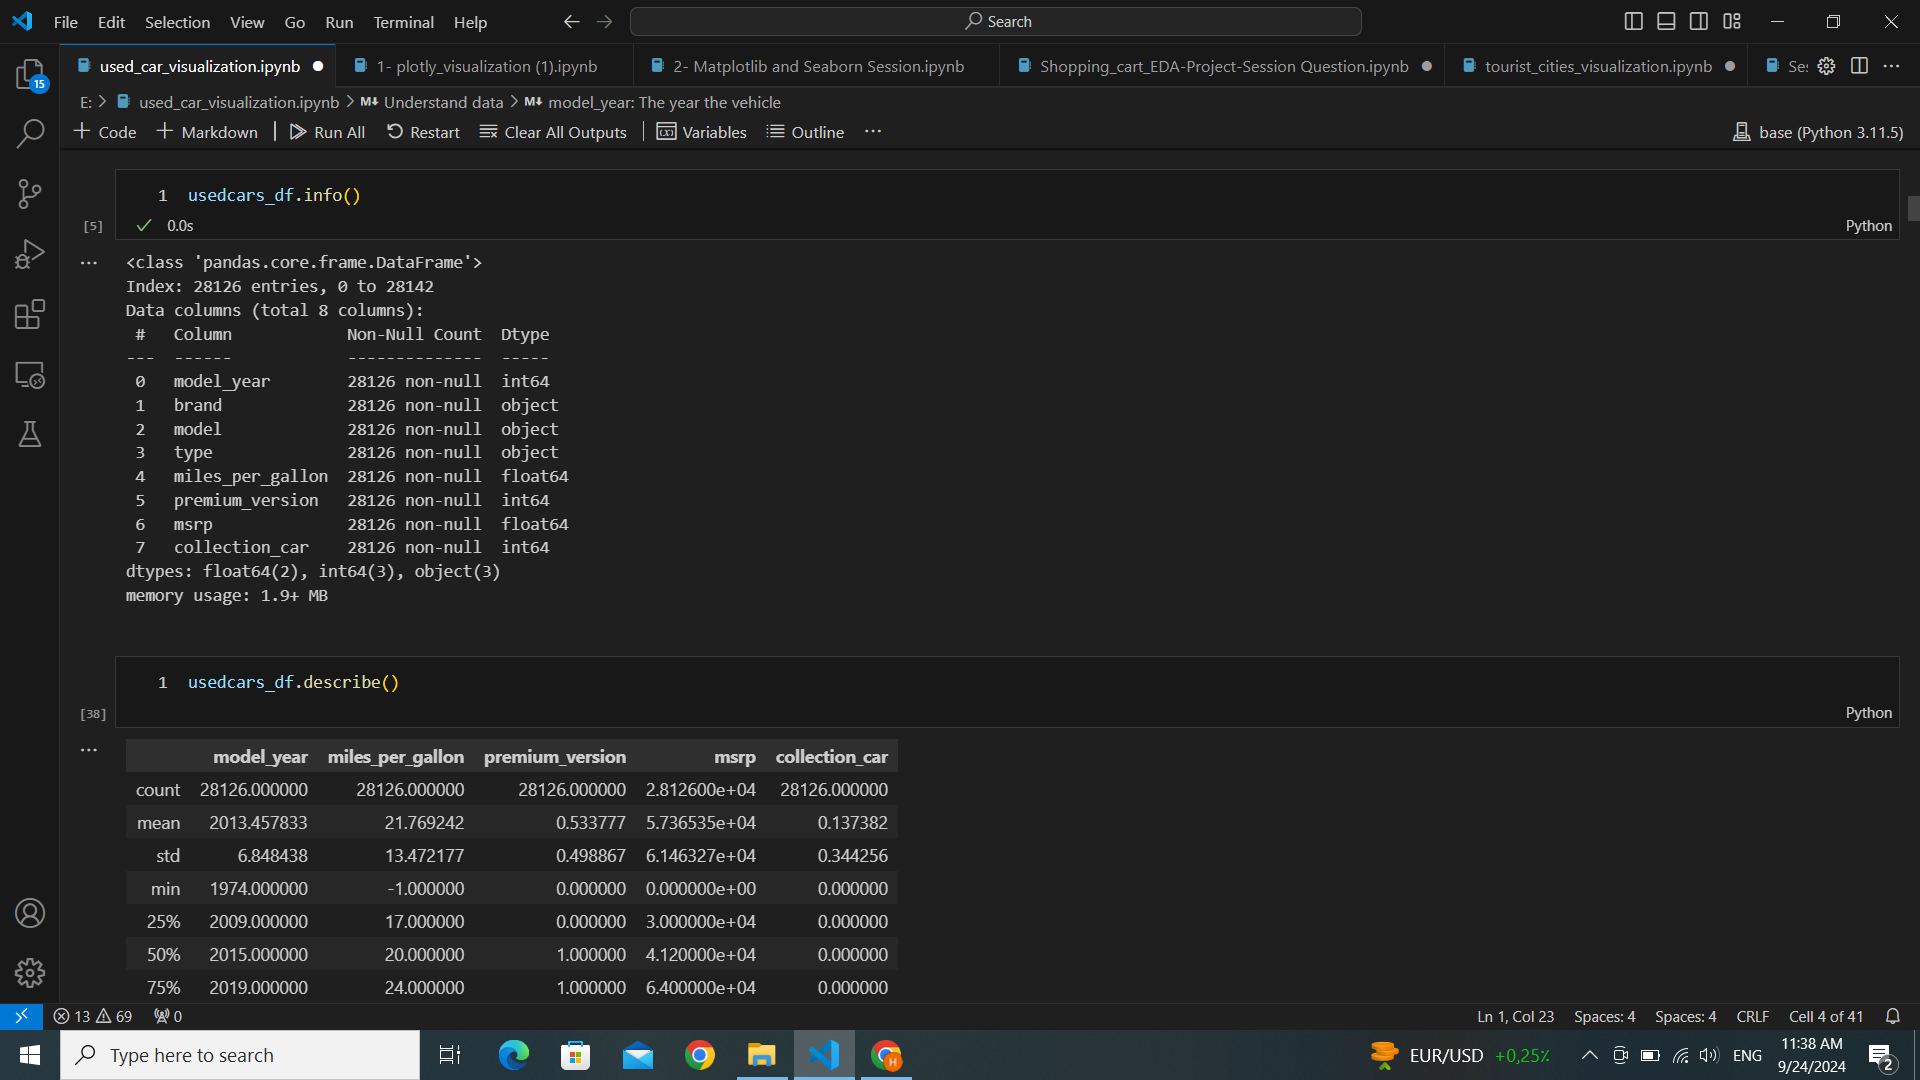 File Edit Selection View Go Run Terminal Help Search
used_car_visualization.ipynb 1- plotly_visualization (1).ipynb 2- Matplotlib and Seaborn Session.ipynb Shopping_cart_EDA-Project-Session Question.ipynb tourist_cities_visualization.ipynb
15
E: > used_car_visualization.ipynb > M↓ Understand data > M↓ model_year: The year the vehicle
+ Code + Markdown | Run All Restart Clear All Outputs | Variables Outline ... base (Python 3.11.5)
1 usedcars_df.info()
[5] ✓ 0.0s Python
... <class 'pandas.core.frame.DataFrame'>
Index: 28126 entries, 0 to 28142
Data columns (total 8 columns):
# Column Non-Null Count Dtype
--- ------ -------------- -----
0 model_year 28126 non-null int64
1 brand 28126 non-null object
2 model 28126 non-null object
3 type 28126 non-null object
4 miles_per_gallon 28126 non-null float64
5 premium_version 28126 non-null int64
6 msrp 28126 non-null float64
7 collection_car 28126 non-null int64
dtypes: float64(2), int64(3), object(3)
memory usage: 1.9+ MB
1 usedcars_df.describe()
[38] Python
... model_year miles_per_gallon premium_version msrp collection_car
count 28126.000000 28126.000000 28126.000000 2.812600e+04 28126.000000
mean 2013.457833 21.769242 0.533777 5.736535e+04 0.137382
std 6.848438 13.472177 0.498867 6.146327e+04 0.344256
min 1974.000000 -1.000000 0.000000 0.000000e+00 0.000000
25% 2009.000000 17.000000 0.000000 3.000000e+04 0.000000
50% 2015.000000 20.000000 1.000000 4.120000e+04 0.000000
75% 2019.000000 24.000000 1.000000 6.400000e+04 0.000000
13 69 0 Ln 1, Col 23 Spaces: 4 Spaces: 4 CRLF Cell 4 of 41
Type here to search EUR/USD +0,25% ENG 11:38 AM
9/24/2024 2